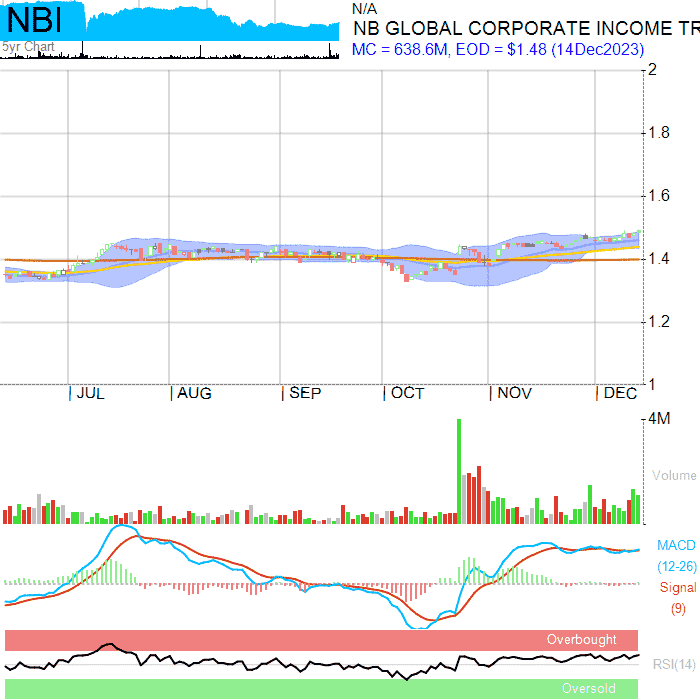 NBI
5yr Chart
N/A
NB GLOBAL CORPORATE INCOME TR
MC = 638.6M, EOD = $1.48 (14Dec2023)
2
1.8
1.6
1.4
1.2
1
JUL AUG SEP OCT NOV DEC
4M
Volume
MACD
(12-26)
Signal
(9)
Overbought
RSI(14)
Oversold